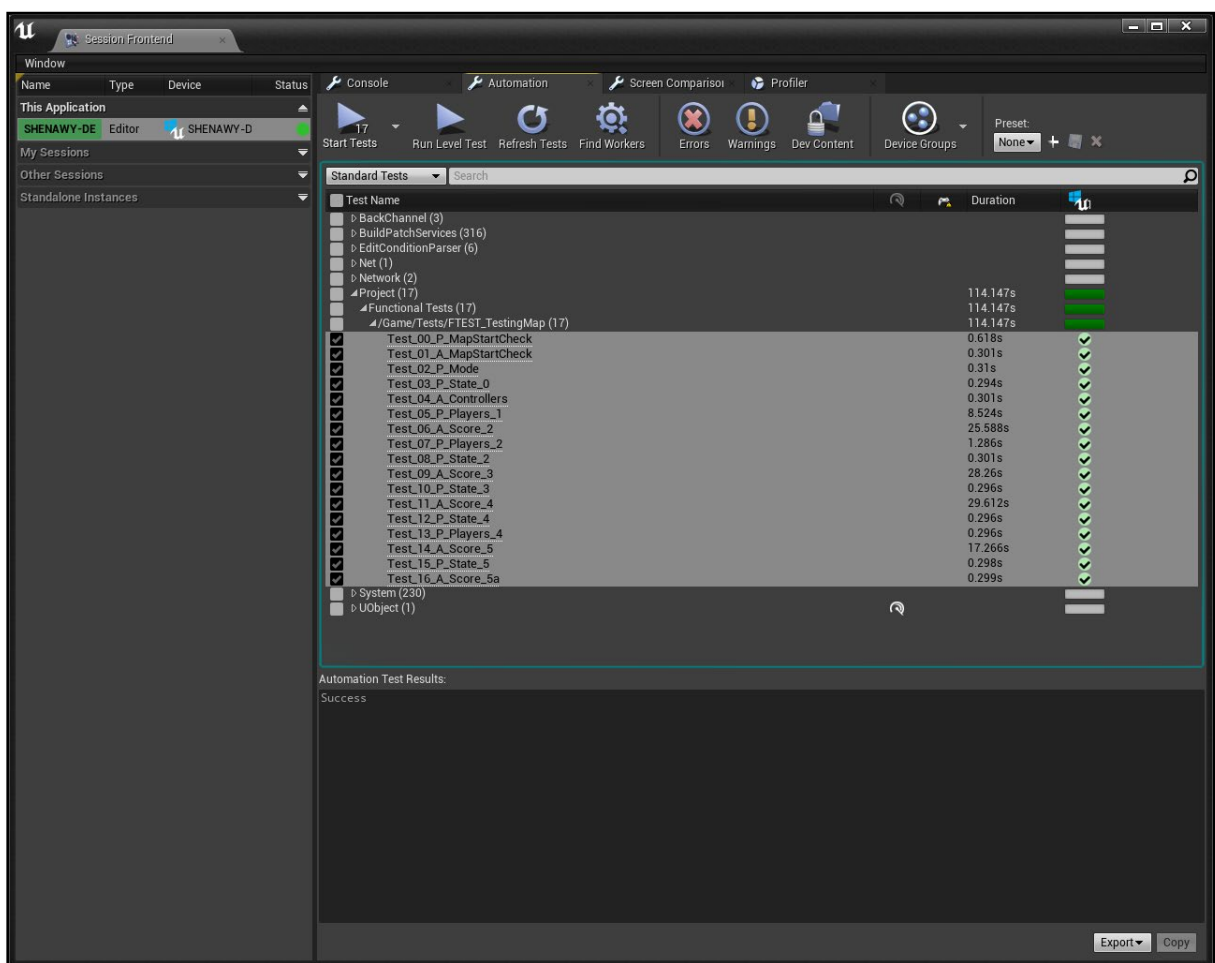 Session Frontend
Window
Name Type Device Status
This Application
SHENAWY-DE Editor SHENAWY-D
My Sessions
Other Sessions
Standalone Instances
Console Automation Screen Comparison Profiler
17
Start Tests Run Level Test Refresh Tests Find Workers Errors Warnings Dev Content Device Groups
Preset:
None
Standard Tests Search
Test Name Duration
BackChannel (3)
BuildPatchServices (316)
EditConditionParser (6)
Net (1)
Network (2)
Project (17) 114.147s
Functional Tests (17) 114.147s
/Game/Tests/FTEST_TestingMap (17) 114.147s
Test_00_P_MapStartCheck 0.618s
Test_01_A_MapStartCheck 0.301s
Test_02_P_Mode 0.31s
Test_03_P_State_0 0.294s
Test_04_A_Controllers 0.301s
Test_05_P_Players_1 8.524s
Test_06_A_Score_2 25.588s
Test_07_P_Players_2 1.286s
Test_08_P_State_2 0.301s
Test_09_A_Score_3 28.26s
Test_10_P_State_3 0.296s
Test_11_A_Score_4 29.612s
Test_12_P_State_4 0.296s
Test_13_P_Players_4 0.296s
Test_14_A_Score_5 17.266s
Test_15_P_State_5 0.298s
Test_16_A_Score_5a 0.299s
System (230)
UObject (1)
Automation Test Results:
Success
Export Copy